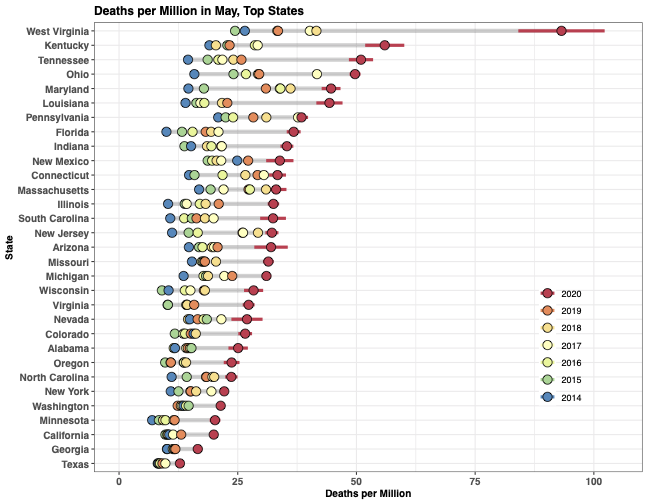 Deaths per Million in May, Top States
West Virginia
Kentucky
Tennessee
Ohio
Maryland
Louisiana
Pennsylvania
Florida
Indiana
New Mexico
Connecticut
Massachusetts
Illinois
South Carolina
New Jersey
Arizona
Missouri
Michigan
Wisconsin
Virginia
Nevada
Colorado
Alabama
Oregon
North Carolina
New York
Washington
Minnesota
California
Georgia
Texas
State
2020
2019
2018
2017
2016
2015
2014
0 25 50 75 100
Deaths per Million